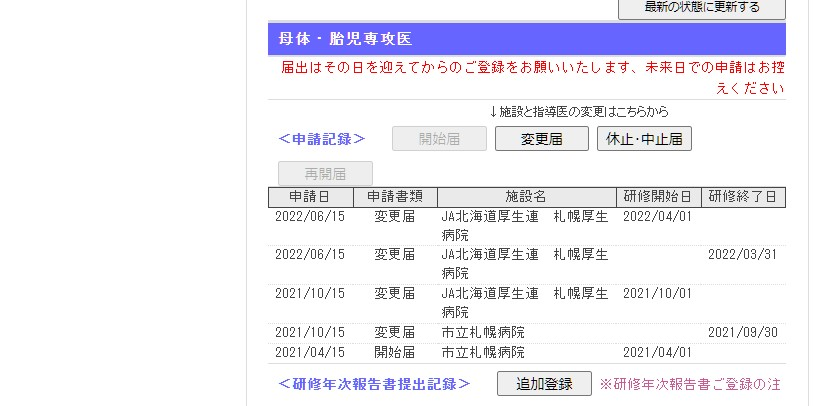 最新の状態に更新する
母体・胎児専攻医
届出はその日を迎えてからのご登録をお願いいたします、未来日での申請はお控
えください
↓施設と指導医の変更はこちらから
＜申請記録＞ 開始届 変更届 休止･中止届
再開届
申請日 申請書類 施設名 研修開始日 研修終了日
2022/06/15 変更届 JA北海道厚生連　札幌厚生 2022/04/01
病院
2022/06/15 変更届 JA北海道厚生連　札幌厚生 2022/03/31
病院
2021/10/15 変更届 JA北海道厚生連　札幌厚生 2021/10/01
病院
2021/10/15 変更届 市立札幌病院 2021/09/30
2021/04/15 開始届 市立札幌病院 2021/04/01
＜研修年次報告書提出記録＞ 追加登録 ※研修年次報告書ご登録の注